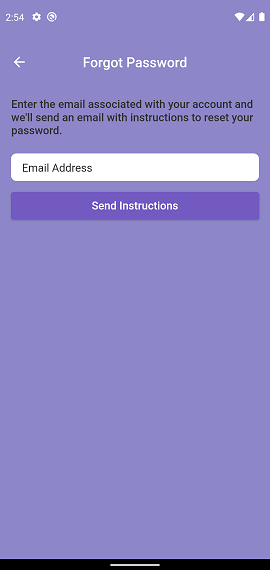 2:54
Forgot Password
Enter the email associated with your account and
we'll send an email with instructions to reset your
password.
Email Address
Send Instructions